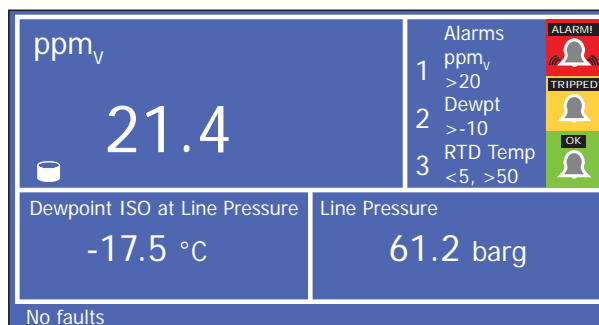 ppmv
21.4
Alarms
1 ppmv
>20
ALARM!
2 Dewpt
>-10
TRIPPED
3 RTD Temp
<5, >50
OK
Dewpoint ISO at Line Pressure
-17.5 °C
Line Pressure
61.2 barg
No faults